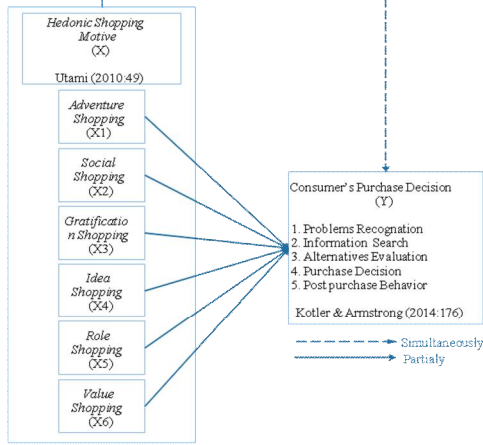 Hedonic Shopping
Motive
(X)
Utami (2010:49)
Adventure
Shopping
(X1)
Social
Shopping
(X2)
Gratificatio
n Shopping
(X3)
Idea
Shopping
(X4)
Role
Shopping
(X5)
Value
Shopping
(X6)
Consumer's Purchase Decision
(Y)
1. Problems Recognation
2. Information Search
3. Alternatives Evaluation
4. Purchase Decision
5. Post purchase Behavior
Kotler & Armstrong (2014:176)
Simultaneously
Partialy